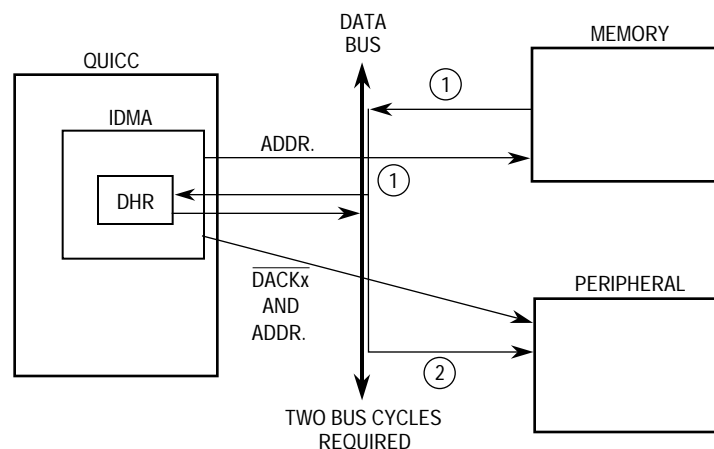 DATA
BUS
MEMORY
QUICC
1
IDMA
ADDR.
1
DHR
DACKx
AND
ADDR.
PERIPHERAL
2
TWO BUS CYCLES
REQUIRED